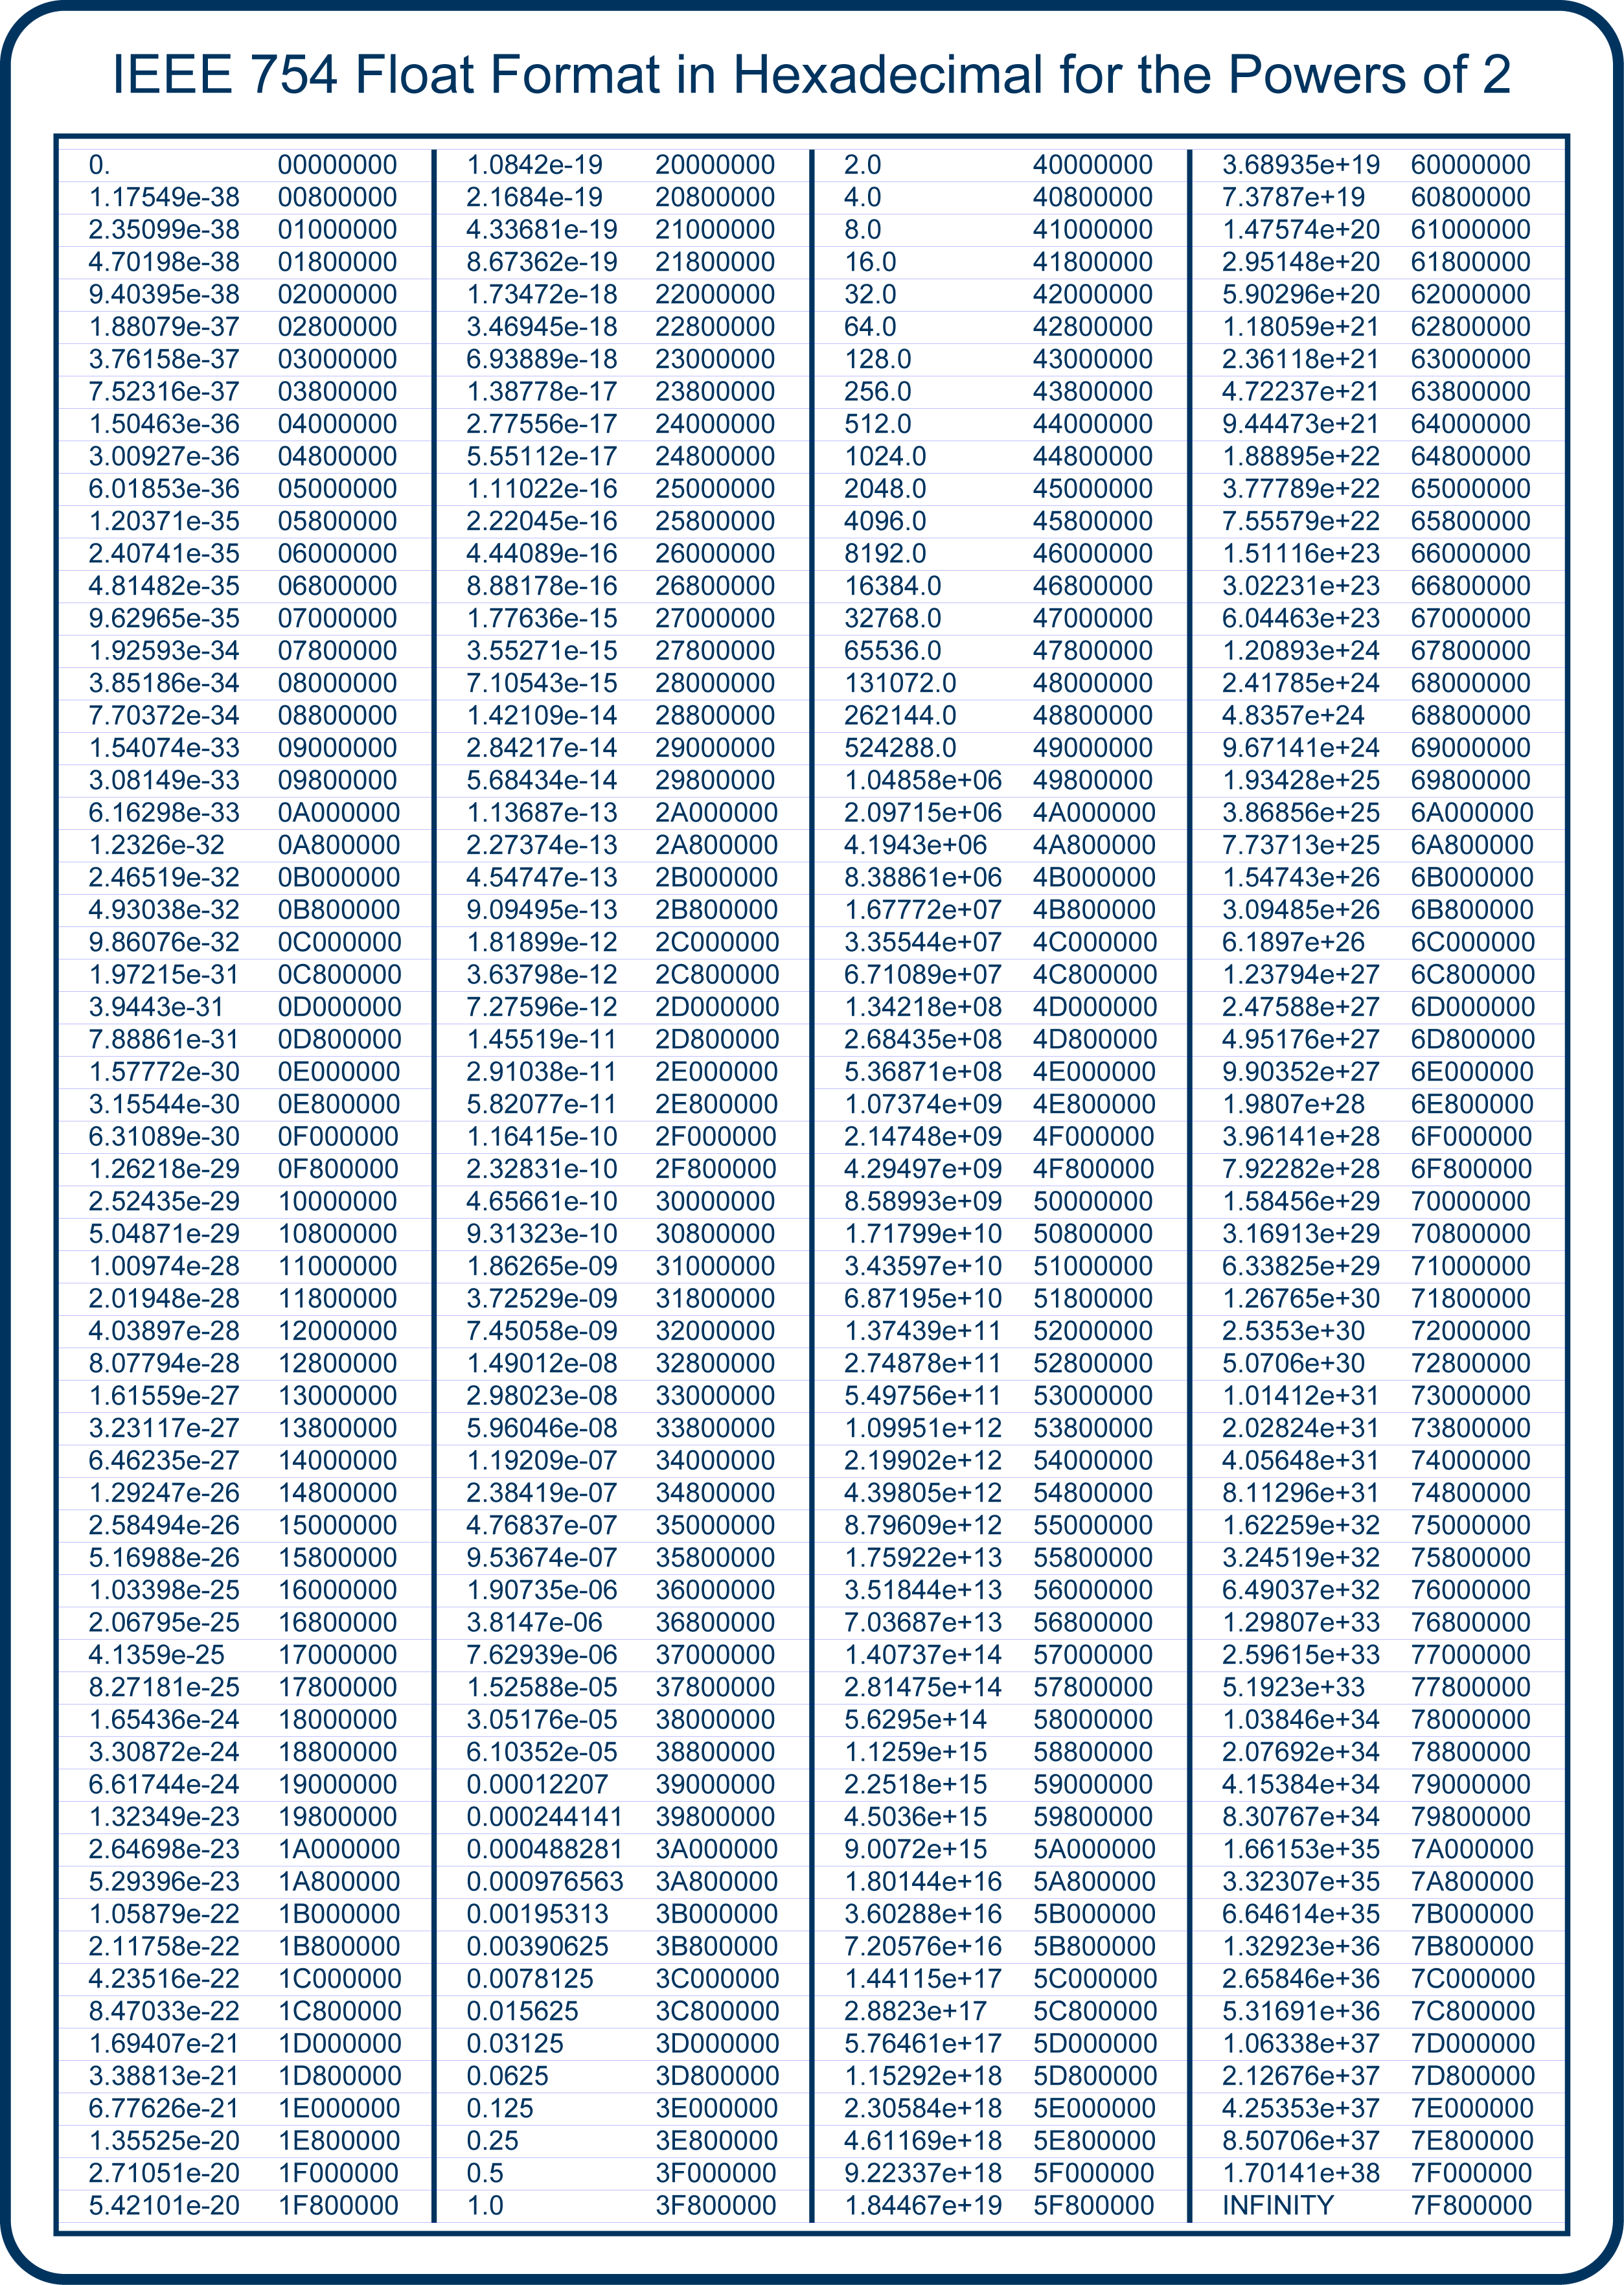 IEEE 754 Float Format in Hexadecimal for the Powers of 2
0. 00000000 1.0842e-19 20000000 2.0 40000000 3.68935e+19 60000000
1.17549e-38 00800000 2.1684e-19 20800000 4.0 40800000 7.3787e+19 60800000
2.35099e-38 01000000 4.33681e-19 21000000 8.0 41000000 1.47574e+20 61000000
4.70198e-38 01800000 8.67362e-19 21800000 16.0 41800000 2.95148e+20 61800000
9.40395e-38 02000000 1.73472e-18 22000000 32.0 42000000 5.90296e+20 62000000
1.88079e-37 02800000 3.46945e-18 22800000 64.0 42800000 1.18059e+21 62800000
3.76158e-37 03000000 6.93889e-18 23000000 128.0 43000000 2.36118e+21 63000000
7.52316e-37 03800000 1.38778e-17 23800000 256.0 43800000 4.72237e+21 63800000
1.50463e-36 04000000 2.77556e-17 24000000 512.0 44000000 9.44473e+21 64000000
3.00927e-36 04800000 5.55112e-17 24800000 1024.0 44800000 1.88895e+22 64800000
6.01853e-36 05000000 1.11022e-16 25000000 2048.0 45000000 3.77789e+22 65000000
1.20371e-35 05800000 2.22045e-16 25800000 4096.0 45800000 7.55579e+22 65800000
2.40741e-35 06000000 4.44089e-16 26000000 8192.0 46000000 1.51116e+23 66000000
4.81482e-35 06800000 8.88178e-16 26800000 16384.0 46800000 3.02231e+23 66800000
9.62965e-35 07000000 1.77636e-15 27000000 32768.0 47000000 6.04463e+23 67000000
1.92593e-34 07800000 3.55271e-15 27800000 65536.0 47800000 1.20893e+24 67800000
3.85186e-34 08000000 7.10543e-15 28000000 131072.0 48000000 2.41785e+24 68000000
7.70372e-34 08800000 1.42109e-14 28800000 262144.0 48800000 4.8357e+24 68800000
1.54074e-33 09000000 2.84217e-14 29000000 524288.0 49000000 9.67141e+24 69000000
3.08149e-33 09800000 5.68434e-14 29800000 1.04858e+06 49800000 1.93428e+25 69800000
6.16298e-33 0A000000 1.13687e-13 2A000000 2.09715e+06 4A000000 3.86856e+25 6A000000
1.2326e-32 0A800000 2.27374e-13 2A800000 4.1943e+06 4A800000 7.73713e+25 6A800000
2.46519e-32 0B000000 4.54747e-13 2B000000 8.38861e+06 4B000000 1.54743e+26 6B000000
4.93038e-32 0B800000 9.09495e-13 2B800000 1.67772e+07 4B800000 3.09485e+26 6B800000
9.86076e-32 0C000000 1.81899e-12 2C000000 3.35544e+07 4C000000 6.1897e+26 6C000000
1.97215e-31 0C800000 3.63798e-12 2C800000 6.71089e+07 4C800000 1.23794e+27 6C800000
3.9443e-31 0D000000 7.27596e-12 2D000000 1.34218e+08 4D000000 2.47588e+27 6D000000
7.88861e-31 0D800000 1.45519e-11 2D800000 2.68435e+08 4D800000 4.95176e+27 6D800000
1.57772e-30 0E000000 2.91038e-11 2E000000 5.36871e+08 4E000000 9.90352e+27 6E000000
3.15544e-30 0E800000 5.82077e-11 2E800000 1.07374e+09 4E800000 1.9807e+28 6E800000
6.31089e-30 0F000000 1.16415e-10 2F000000 2.14748e+09 4F000000 3.96141e+28 6F000000
1.26218e-29 0F800000 2.32831e-10 2F800000 4.29497e+09 4F800000 7.92282e+28 6F800000
2.52435e-29 10000000 4.65661e-10 30000000 8.58993e+09 50000000 1.58456e+29 70000000
5.04871e-29 10800000 9.31323e-10 30800000 1.71799e+10 50800000 3.16913e+29 70800000
1.00974e-28 11000000 1.86265e-09 31000000 3.43597e+10 51000000 6.33825e+29 71000000
2.01948e-28 11800000 3.72529e-09 31800000 6.87195e+10 51800000 1.26765e+30 71800000
4.03897e-28 12000000 7.45058e-09 32000000 1.37439e+11 52000000 2.5353e+30 72000000
8.07794e-28 12800000 1.49012e-08 32800000 2.74878e+11 52800000 5.0706e+30 72800000
1.61559e-27 13000000 2.98023e-08 33000000 5.49756e+11 53000000 1.01412e+31 73000000
3.23117e-27 13800000 5.96046e-08 33800000 1.09951e+12 53800000 2.02824e+31 73800000
6.46235e-27 14000000 1.19209e-07 34000000 2.19902e+12 54000000 4.05648e+31 74000000
1.29247e-26 14800000 2.38419e-07 34800000 4.39805e+12 54800000 8.11296e+31 74800000
2.58494e-26 15000000 4.76837e-07 35000000 8.79609e+12 55000000 1.62259e+32 75000000
5.16988e-26 15800000 9.53674e-07 35800000 1.75922e+13 55800000 3.24519e+32 75800000
1.03398e-25 16000000 1.90735e-06 36000000 3.51844e+13 56000000 6.49037e+32 76000000
2.06795e-25 16800000 3.8147e-06 36800000 7.03687e+13 56800000 1.29807e+33 76800000
4.1359e-25 17000000 7.62939e-06 37000000 1.40737e+14 57000000 2.59615e+33 77000000
8.27181e-25 17800000 1.52588e-05 37800000 2.81475e+14 57800000 5.1923e+33 77800000
1.65436e-24 18000000 3.05176e-05 38000000 5.6295e+14 58000000 1.03846e+34 78000000
3.30872e-24 18800000 6.10352e-05 38800000 1.1259e+15 58800000 2.07692e+34 78800000
6.61744e-24 19000000 0.00012207 39000000 2.2518e+15 59000000 4.15384e+34 79000000
1.32349e-23 19800000 0.000244141 39800000 4.5036e+15 59800000 8.30767e+34 79800000
2.64698e-23 1A000000 0.000488281 3A000000 9.0072e+15 5A000000 1.66153e+35 7A000000
5.29396e-23 1A800000 0.000976563 3A800000 1.80144e+16 5A800000 3.32307e+35 7A800000
1.05879e-22 1B000000 0.00195313 3B000000 3.60288e+16 5B000000 6.64614e+35 7B000000
2.11758e-22 1B800000 0.00390625 3B800000 7.20576e+16 5B800000 1.32923e+36 7B800000
4.23516e-22 1C000000 0.0078125 3C000000 1.44115e+17 5C000000 2.65846e+36 7C000000
8.47033e-22 1C800000 0.015625 3C800000 2.8823e+17 5C800000 5.31691e+36 7C800000
1.69407e-21 1D000000 0.03125 3D000000 5.76461e+17 5D000000 1.06338e+37 7D000000
3.38813e-21 1D800000 0.0625 3D800000 1.15292e+18 5D800000 2.12676e+37 7D800000
6.77626e-21 1E000000 0.125 3E000000 2.30584e+18 5E000000 4.25353e+37 7E000000
1.35525e-20 1E800000 0.25 3E800000 4.61169e+18 5E800000 8.50706e+37 7E800000
2.71051e-20 1F000000 0.5 3F000000 9.22337e+18 5F000000 1.70141e+38 7F000000
5.42101e-20 1F800000 1.0 3F800000 1.84467e+19 5F800000 INFINITY 7F800000